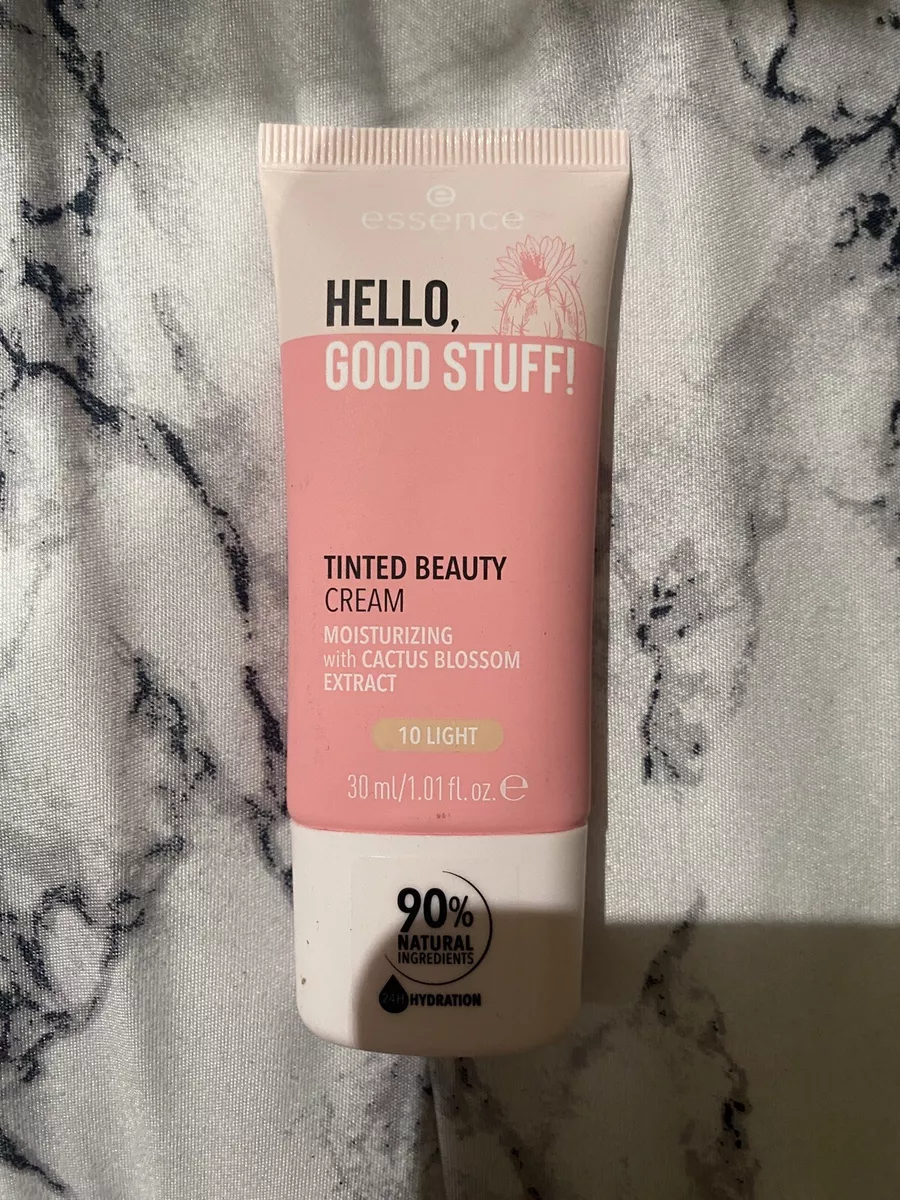 essence
HELLO,
GOOD STUFF!
TINTED BEAUTY
CREAM
MOISTURIZING
with CACTUS BLOSSOM
EXTRACT
10 LIGHT
30 ml/1.01 fl. oz. ℮
90%
NATURAL
INGREDIENTS
24H HYDRATION